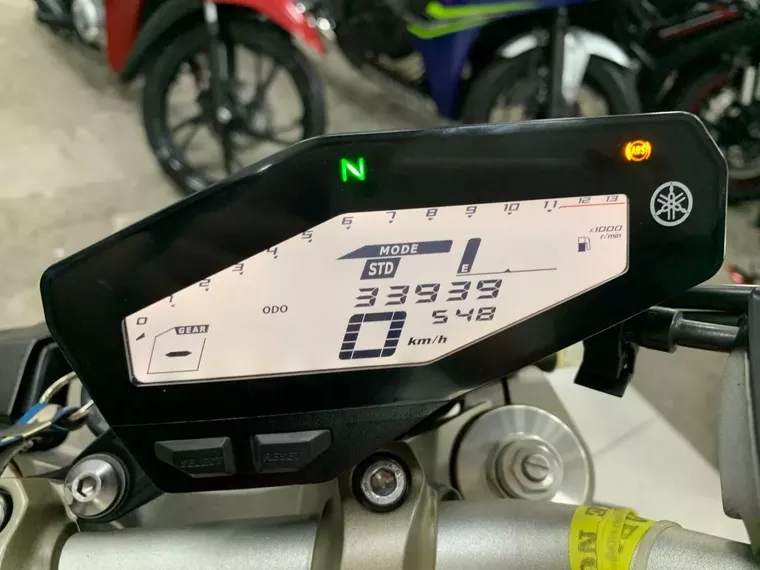 N
ABS
6 7 8 9 10 11 12 13
x1000
r/min
5
4
3
2
1
0
MODE
STD
E
ODO
33939
548
GEAR
-
0 km/h
SELECT
RESET